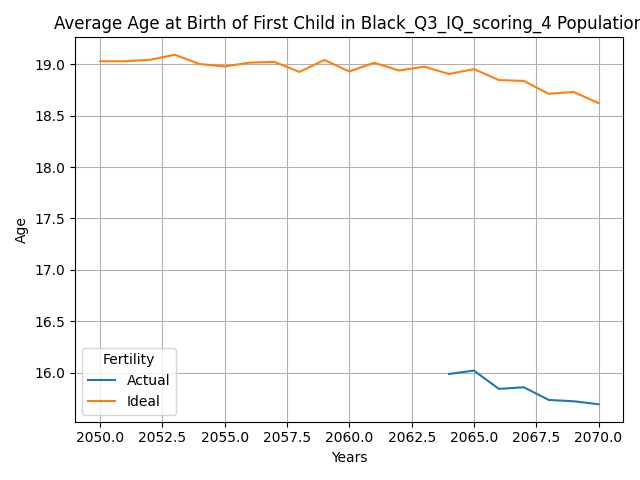 Average Age at Birth of First Child in Black_Q3_IQ_scoring_4 Population
19.0
18.5
18.0
17.5
17.0
16.5
16.0
Age
Fertility
Actual
Ideal
2050.0 2052.5 2055.0 2057.5 2060.0 2062.5 2065.0 2067.5 2070.0
Years